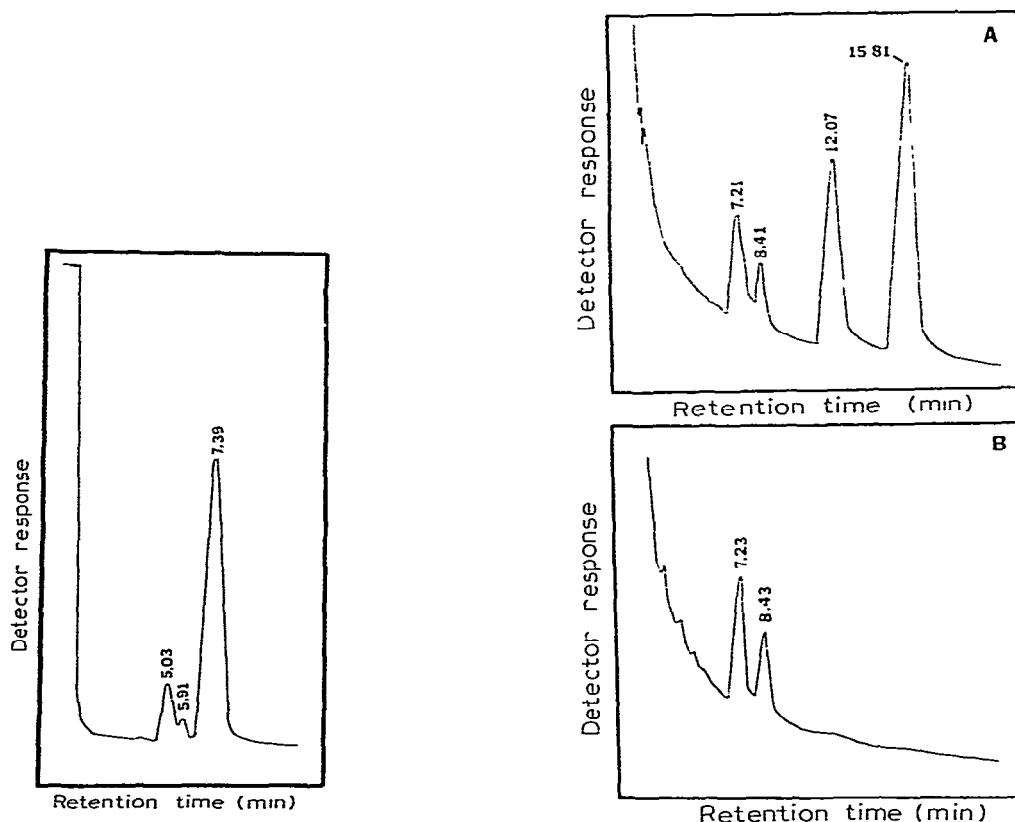 Detector response
5.03
5.91
7.39
Retention time (min)
A
Detector response
7.21
8.41
12.07
15 81
Retention time (min)
B
Detector response
7.23
8.43
Retention time (min)